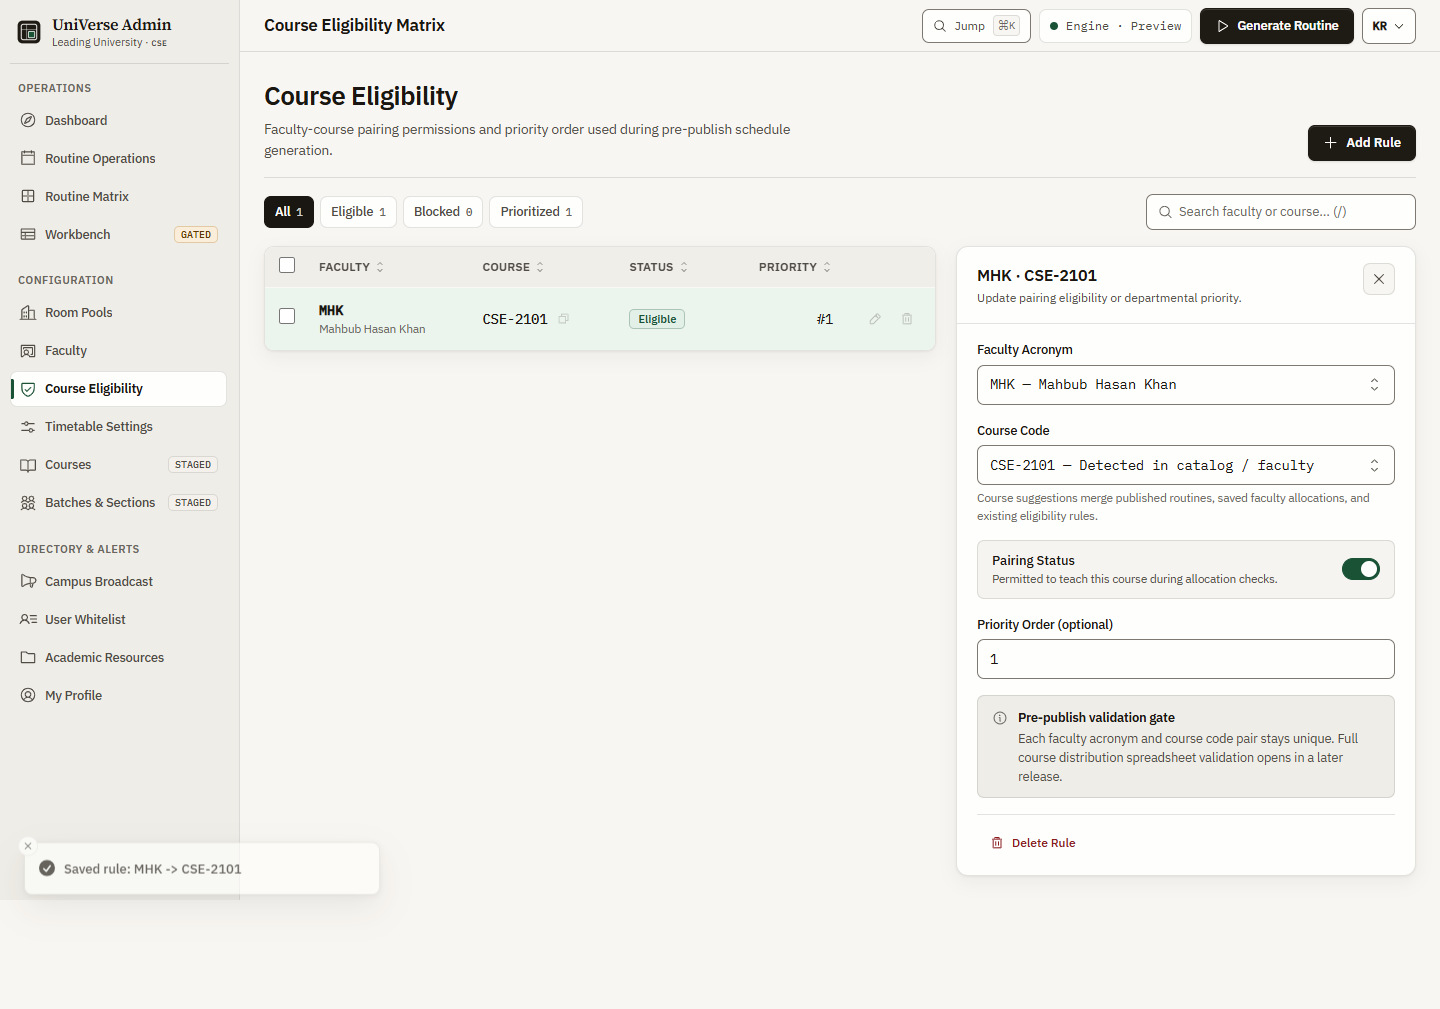 UniVerse Admin
Leading University · CSE
OPERATIONS
Dashboard
Routine Operations
Routine Matrix
Workbench GATED
CONFIGURATION
Room Pools
Faculty
Course Eligibility
Timetable Settings
Courses STAGED
Batches & Sections STAGED
DIRECTORY & ALERTS
Campus Broadcast
User Whitelist
Academic Resources
My Profile
Course Eligibility Matrix
Jump ⌘K
Engine · Preview
Generate Routine
KR
Course Eligibility
Faculty-course pairing permissions and priority order used during pre-publish schedule
generation.
Add Rule
All 1
Eligible 1
Blocked 0
Prioritized 1
Search faculty or course... (/)
FACULTY COURSE STATUS PRIORITY
MHK
Mahbub Hasan Khan
CSE-2101
Eligible
#1
MHK · CSE-2101
Update pairing eligibility or departmental priority.
Faculty Acronym
MHK — Mahbub Hasan Khan
Course Code
CSE-2101 — Detected in catalog / faculty
Course suggestions merge published routines, saved faculty allocations, and
existing eligibility rules.
Pairing Status
Permitted to teach this course during allocation checks.
Priority Order (optional)
1
Pre-publish validation gate
Each faculty acronym and course code pair stays unique. Full
course distribution spreadsheet validation opens in a later
release.
Delete Rule
Saved rule: MHK -> CSE-2101